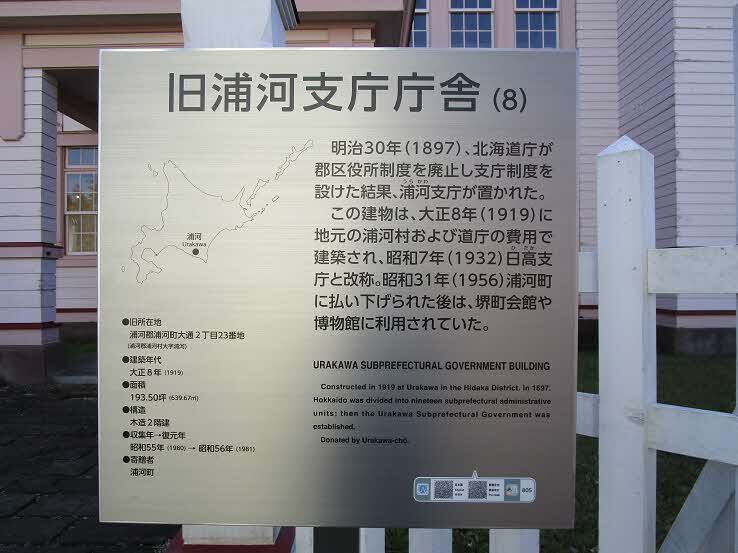 旧浦河支庁庁舎 (8)
明治30年(1897)、北海道庁が
郡区役所制度を廃止し支庁制度を
設けた結果、浦河支庁が置かれた。
この建物は、大正8年(1919)に
地元の浦河村および道庁の費用で
建築され、昭和7年(1932)日高支
庁と改称。昭和31年(1956)浦河町
に払い下げられた後は、堺町会館や
博物館に利用されていた。
浦河
Urakawa
●旧所在地
浦河郡浦河町大通2丁目23番地
(浦河郡浦河村大字浦河)
●建築年代
大正8年 (1919)
●面積
193.50坪 (639.67㎡)
●構造
木造2階建
●収集年→復元年
昭和55年 (1980) → 昭和56年 (1981)
●寄贈者
浦河町
URAKAWA SUBPREFECTURAL GOVERNMENT BUILDING
Constructed in 1919 at Urakawa in the Hidaka District. In 1897,
Hokkaido was divided into nineteen subprefectural administrative
units; then the Urakawa Subprefectural Government was
established.
Donated by Urakawa-chō.
805